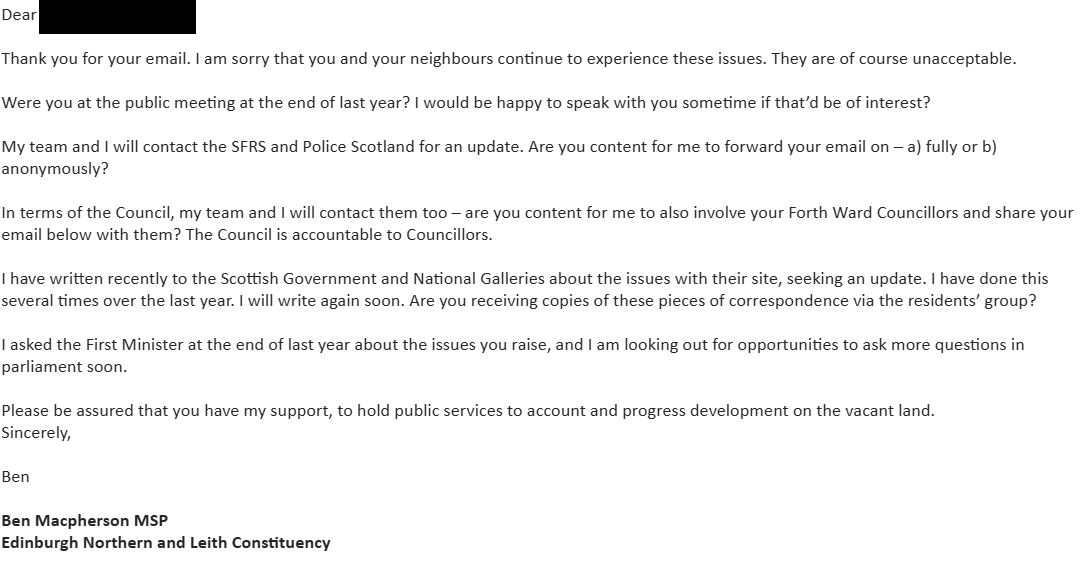 Dear
Thank you for your email. I am sorry that you and your neighbours continue to experience these issues. They are of course unacceptable.
Were you at the public meeting at the end of last year? I would be happy to speak with you sometime if that’d be of interest?
My team and I will contact the SFRS and Police Scotland for an update. Are you content for me to forward your email on – a) fully or b)
anonymously?
In terms of the Council, my team and I will contact them too – are you content for me to also involve your Forth Ward Councillors and share your
email below with them? The Council is accountable to Councillors.
I have written recently to the Scottish Government and National Galleries about the issues with their site, seeking an update. I have done this
several times over the last year. I will write again soon. Are you receiving copies of these pieces of correspondence via the residents’ group?
I asked the First Minister at the end of last year about the issues you raise, and I am looking out for opportunities to ask more questions in
parliament soon.
Please be assured that you have my support, to hold public services to account and progress development on the vacant land.
Sincerely,
Ben
Ben Macpherson MSP
Edinburgh Northern and Leith Constituency